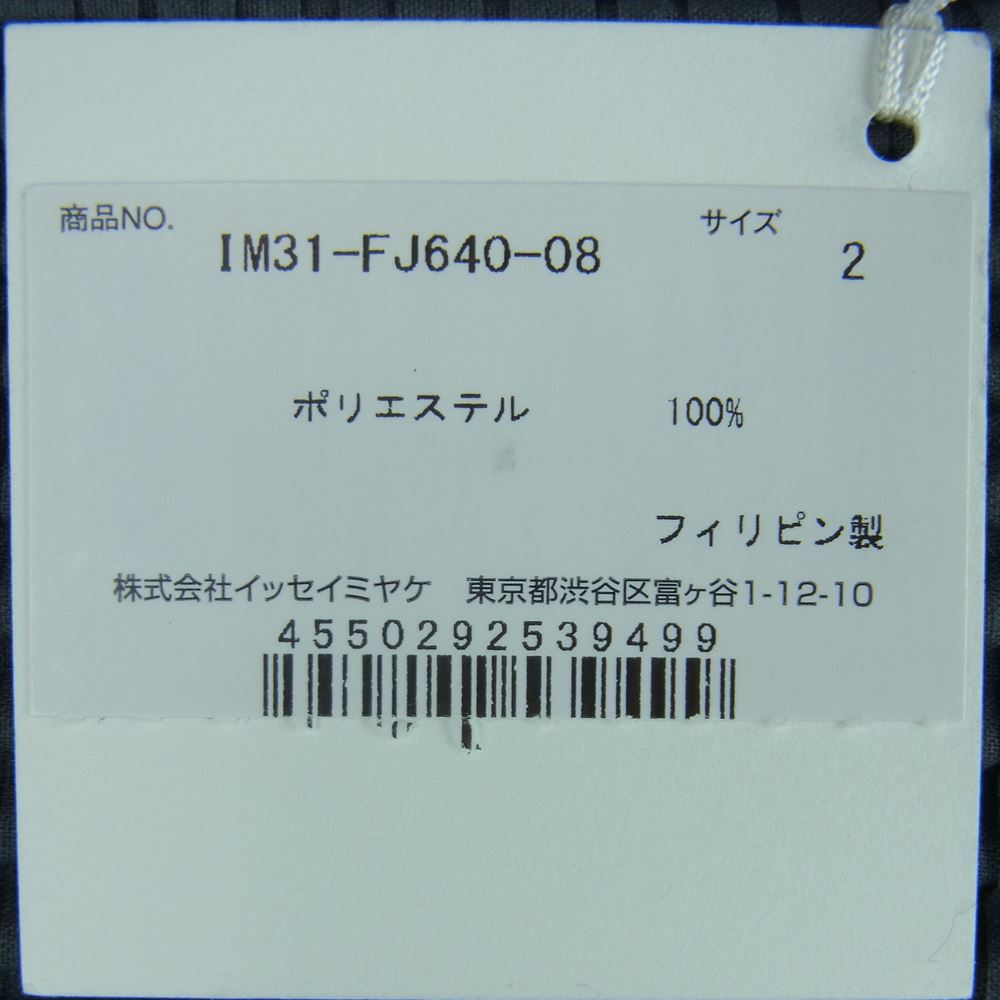 商品NO. サイズ
IM31-FJ640-08 2
ポリエステル 100%
フィリピン製
株式会社イッセイミヤケ 東京都渋谷区富ヶ谷1-12-10
4550292539499